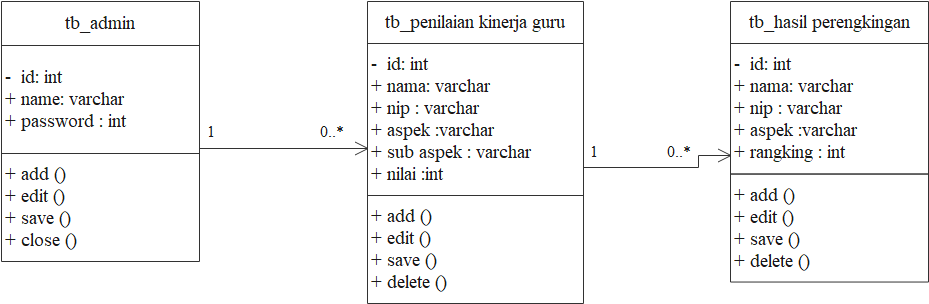 tb_admin
- id: int
+ name: varchar
+ password : int
+ add ()
+ edit ()
+ save ()
+ close ()
1
0..*
tb_penilaian kinerja guru
- id: int
+ nama: varchar
+ nip : varchar
+ aspek :varchar
+ sub aspek : varchar
+ nilai :int
+ add ()
+ edit ()
+ save ()
+ delete ()
1
0..*
tb_hasil perengkingan
- id: int
+ nama: varchar
+ nip : varchar
+ aspek :varchar
+ rangking : int
+ add ()
+ edit ()
+ save ()
+ delete ()